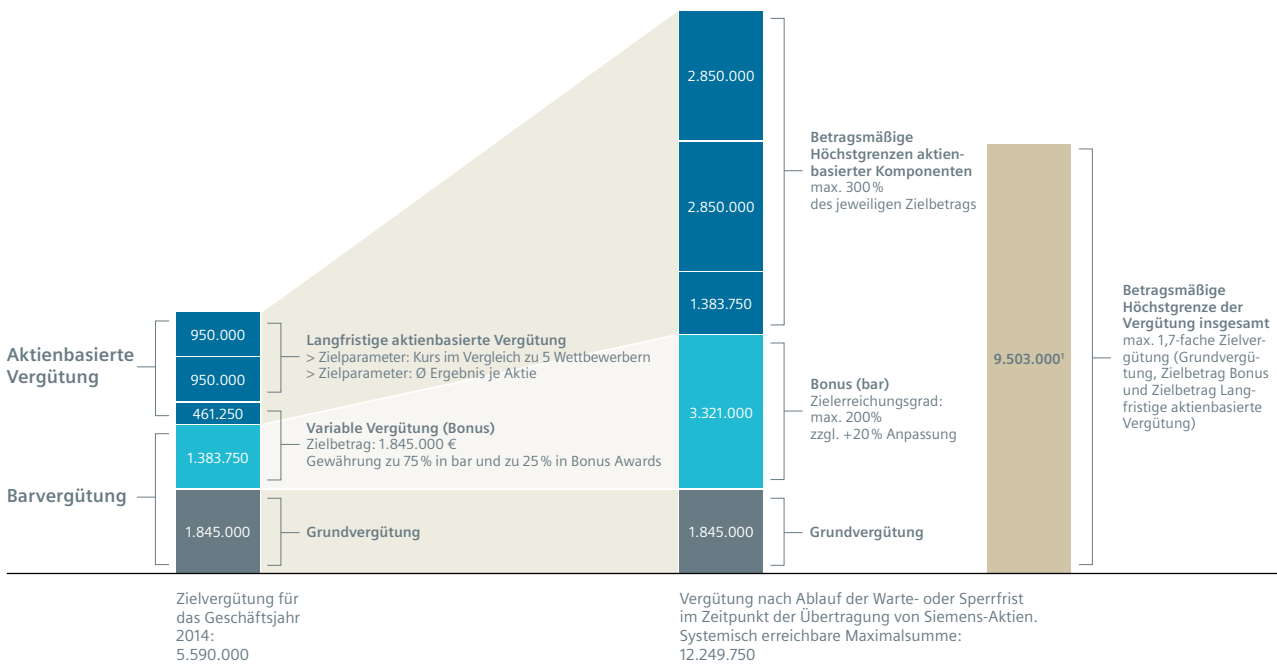 Aktienbasierte
Vergütung
Barvergütung
950.000
950.000
461.250
1.383.750
1.845.000
Langfristige aktienbasierte Vergütung
> Zielparameter: Kurs im Vergleich zu 5 Wettbewerbern
> Zielparameter: Ø Ergebnis je Aktie
Variable Vergütung (Bonus)
Zielbetrag: 1.845.000 €
Gewährung zu 75 % in bar und zu 25 % in Bonus Awards
Grundvergütung
Zielvergütung für
das Geschäftsjahr
2014:
5.590.000
2.850.000
2.850.000
1.383.750
3.321.000
1.845.000
Betragsmäßige
Höchstgrenzen aktien-
basierter Komponenten
max. 300 %
des jeweiligen Zielbetrags
Bonus (bar)
Zielerreichungsgrad:
max. 200 %
zzgl. +20 % Anpassung
Grundvergütung
Vergütung nach Ablauf der Warte- oder Sperrfrist
im Zeitpunkt der Übertragung von Siemens-Aktien.
Systemisch erreichbare Maximalsumme:
12.249.750
9.503.000¹
Betragsmäßige
Höchstgrenze der
Vergütung insgesamt
max. 1,7-fache Zielver-
gütung (Grundvergü-
tung, Zielbetrag Bonus
und Zielbetrag Lang-
fristige aktienbasierte
Vergütung)